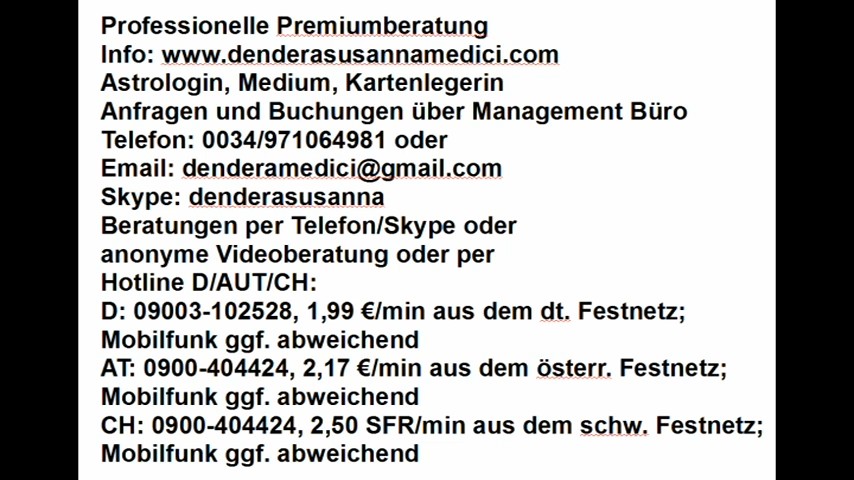 Professionelle Premiumberatung
Info: www.denderasusannamedici.com
Astrologin, Medium, Kartenlegerin
Anfragen und Buchungen über Management Büro
Telefon: 0034/971064981 oder
Email: denderamedici@gmail.com
Skype: denderasusanna
Beratungen per Telefon/Skype oder
anonyme Videoberatung oder per
Hotline D/AUT/CH:
D: 09003-102528, 1,99 €/min aus dem dt. Festnetz;
Mobilfunk ggf. abweichend
AT: 0900-404424, 2,17 €/min aus dem österr. Festnetz;
Mobilfunk ggf. abweichend
CH: 0900-404424, 2,50 SFR/min aus dem schw. Festnetz;
Mobilfunk ggf. abweichend